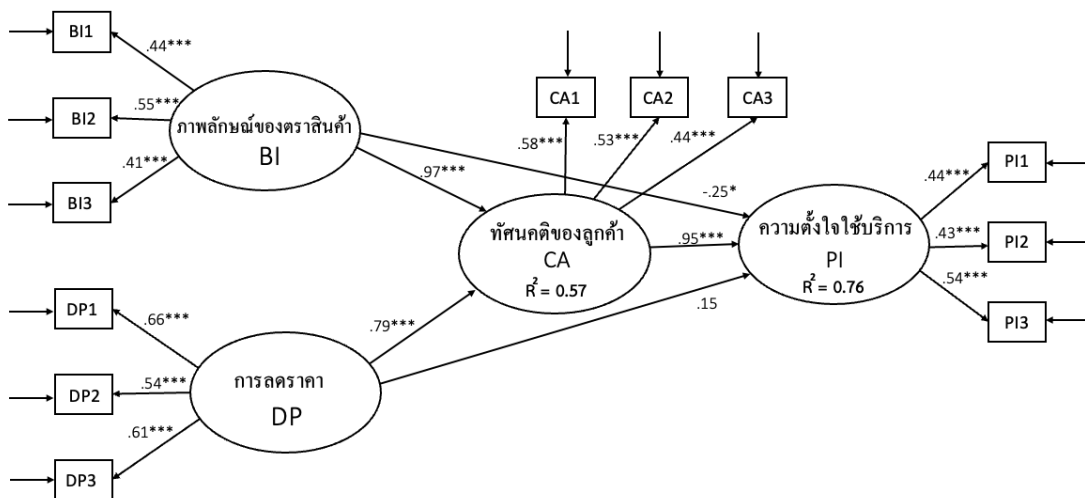 BI1
.44***
BI2
.55***
BI3
.41***
ภาพลักษณ์ของตราสินค้า
BI
.97***
-.25*
CA1
CA2
CA3
.58***
.53***
.44***
ทัศนคติของลูกค้า
CA
R² = 0.57
.95***
ความตั้งใจใช้บริการ
PI
R² = 0.76
PI1
.44***
PI2
.43***
PI3
.54***
DP1
.66***
DP2
.54***
DP3
.61***
การลดราคา
DP
.79***
.15